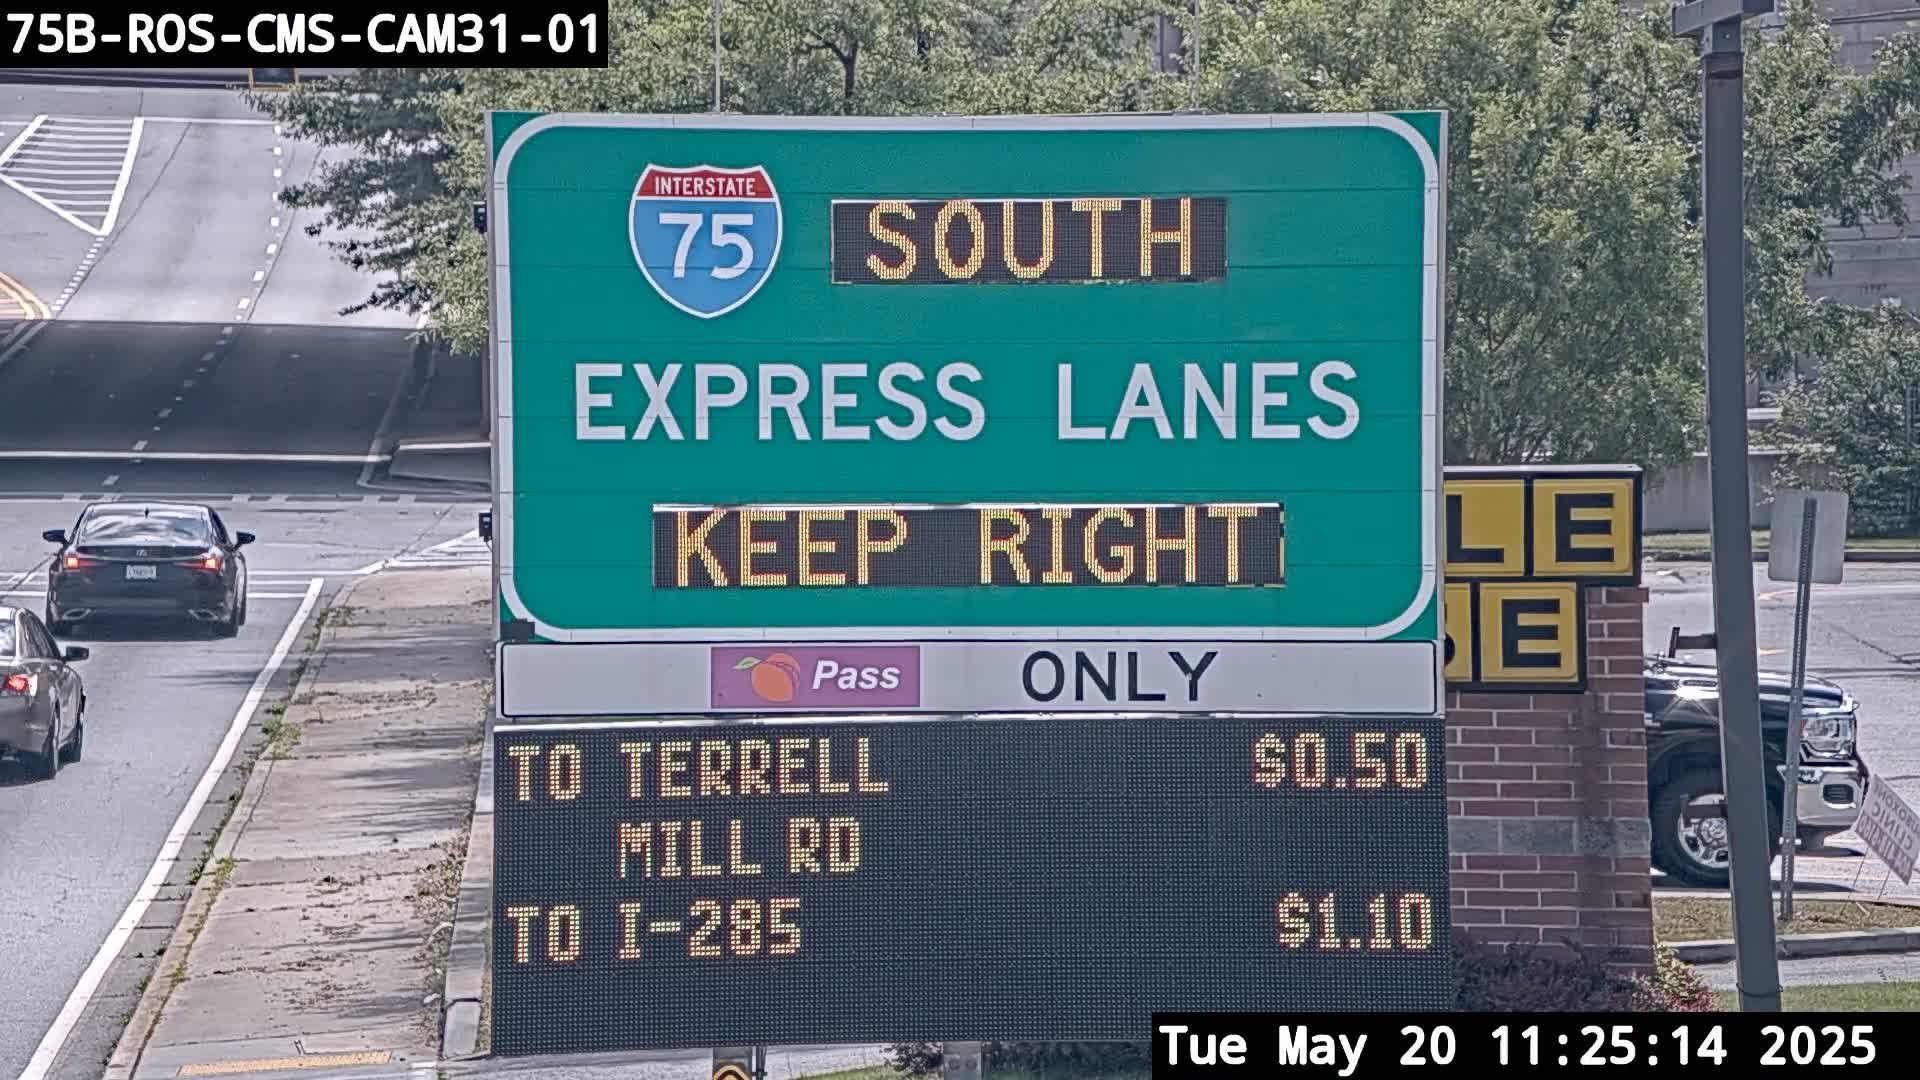 75B-ROS-CMS-CAM31-01
INTERSTATE
75
SOUTH
EXPRESS LANES
KEEP RIGHT
Pass ONLY
TO TERRELL $0.50
MILL RD
TO I-285 $1.10
LE
E
Tue May 20 11:25:14 2025